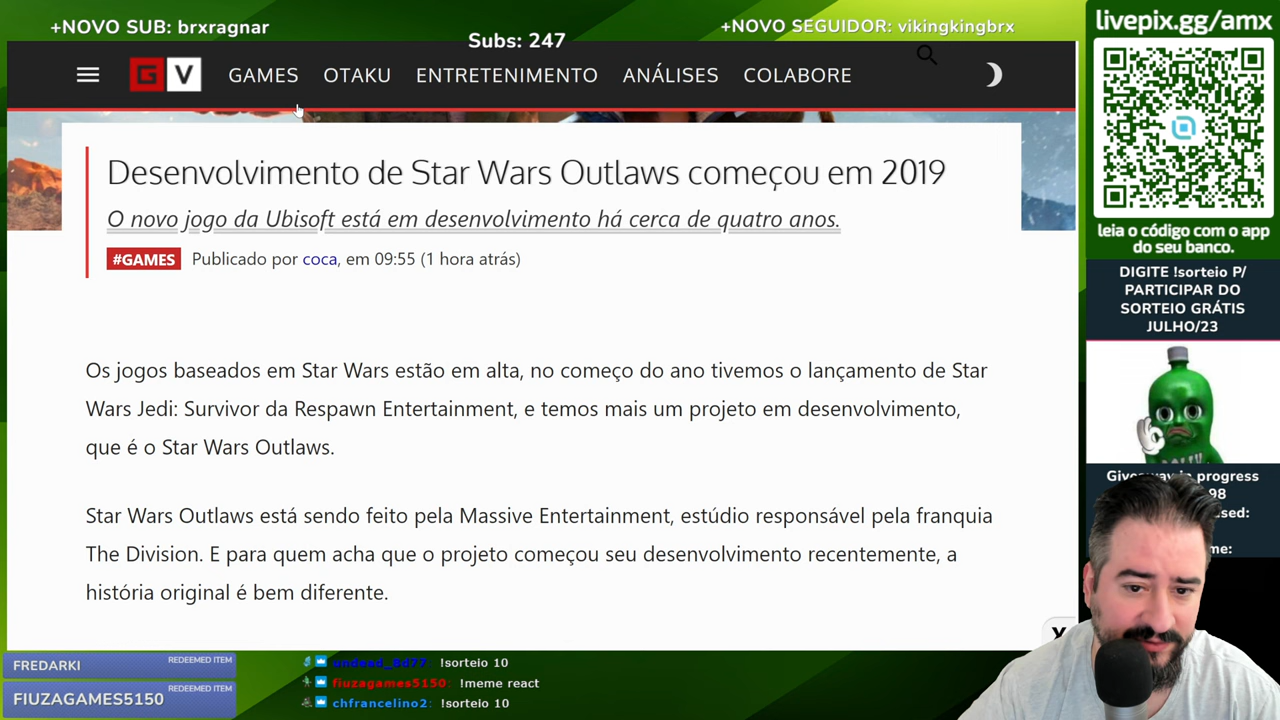 +NOVO SUB: brxragnar
Subs: 247
+NOVO SEGUIDOR: vikingkingbrx
livepix.gg/amx
G V GAMES OTAKU ENTRETENIMENTO ANÁLISES COLABORE
Desenvolvimento de Star Wars Outlaws começou em 2019
O novo jogo da Ubisoft está em desenvolvimento há cerca de quatro anos.
#GAMES Publicado por coca, em 09:55 (1 hora atrás)
Os jogos baseados em Star Wars estão em alta, no começo do ano tivemos o lançamento de Star
Wars Jedi: Survivor da Respawn Entertainment, e temos mais um projeto em desenvolvimento,
que é o Star Wars Outlaws.
Star Wars Outlaws está sendo feito pela Massive Entertainment, estúdio responsável pela franquia
The Division. E para quem acha que o projeto começou seu desenvolvimento recentemente, a
história original é bem diferente.
X
leia o código com o app
do seu banco.
DIGITE !sorteio P/
PARTICIPAR DO
SORTEIO GRÁTIS
JULHO/23
progress
98
FREDARKI REDEEMED ITEM
FIUZAGAMES5150 REDEEMED ITEM
undead_8d77: !sorteio 10
fiuzagames5150: !meme react
chfrancelino2: !sorteio 10